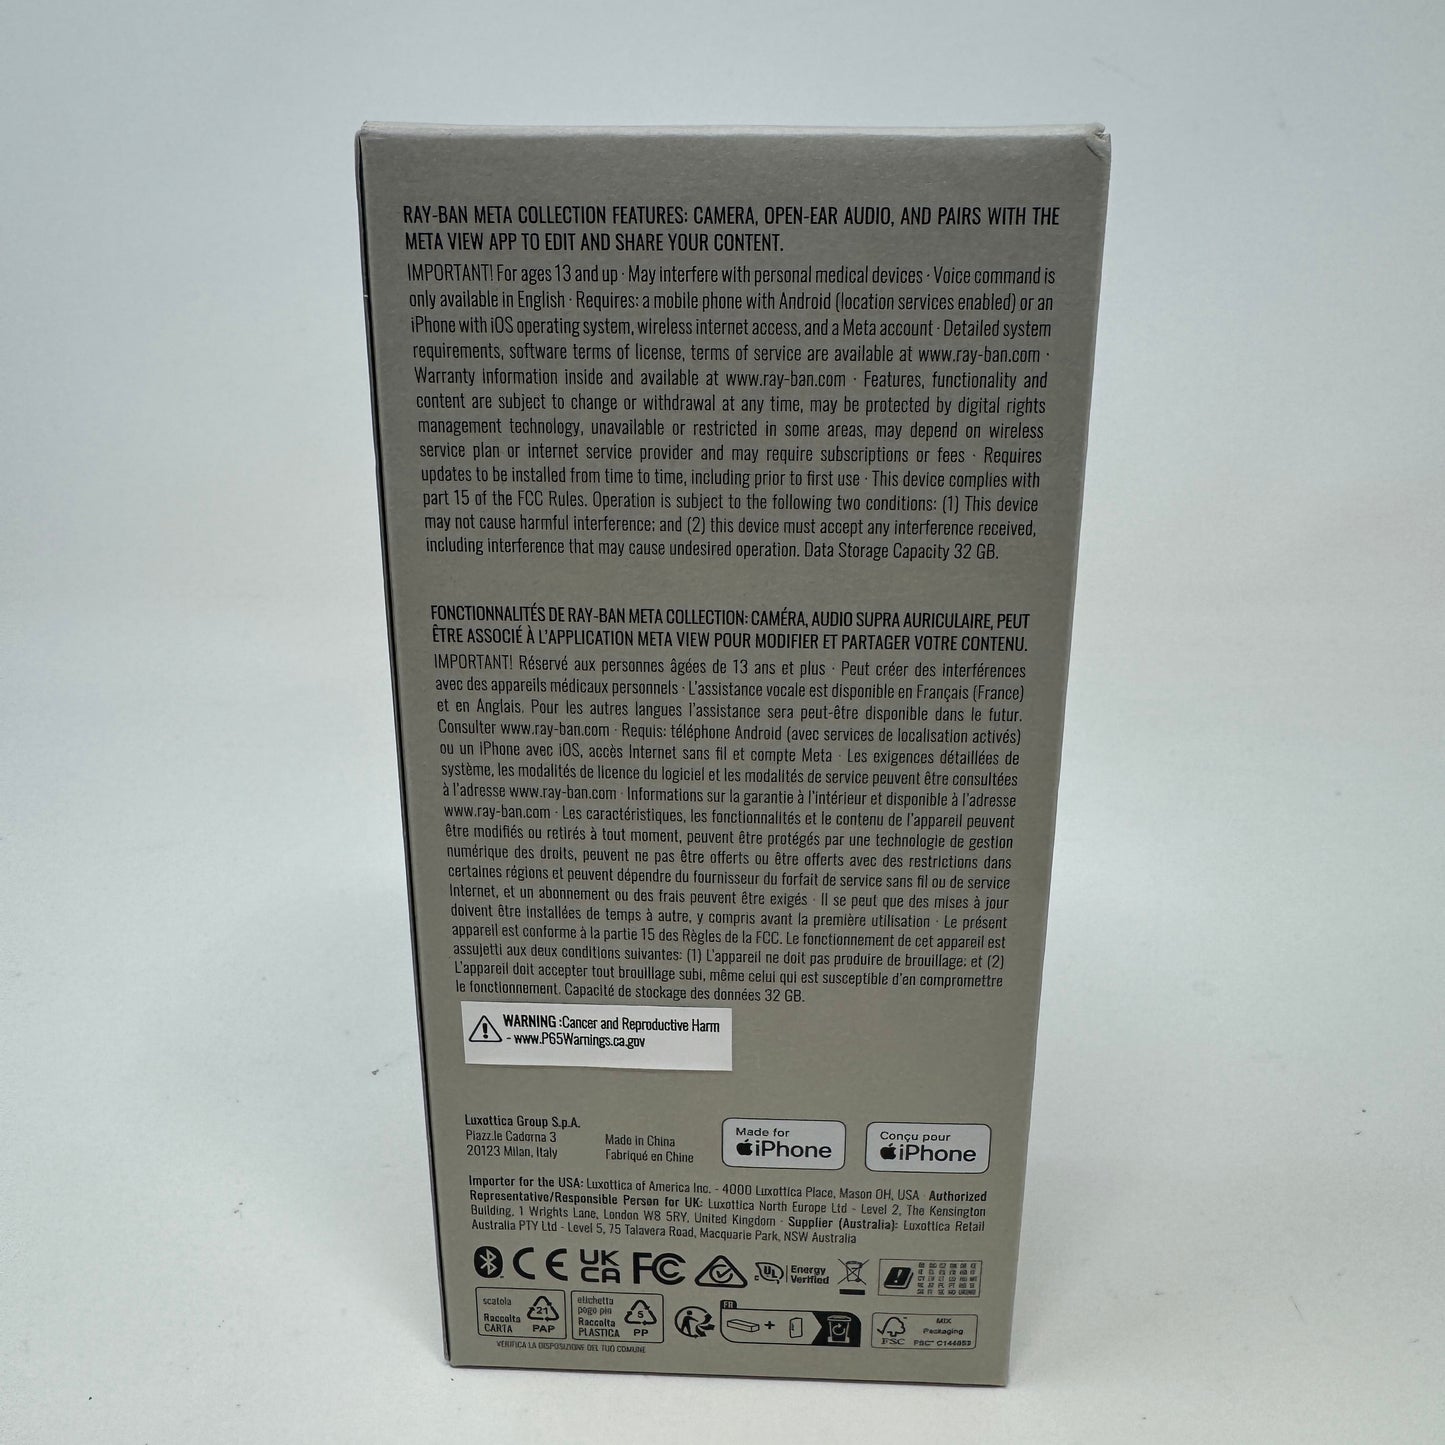 RAY-BAN META COLLECTION FEATURES: CAMERA, OPEN-EAR AUDIO, AND PAIRS WITH THE
META VIEW APP TO EDIT AND SHARE YOUR CONTENT.
IMPORTANT! For ages 13 and up · May interfere with personal medical devices · Voice command is
only available in English · Requires: a mobile phone with Android (location services enabled) or an
iPhone with iOS operating system, wireless internet access, and a Meta account · Detailed system
requirements, software terms of license, terms of service are available at www.ray-ban.com ·
Warranty information inside and available at www.ray-ban.com · Features, functionality and
content are subject to change or withdrawal at any time, may be protected by digital rights
management technology, unavailable or restricted in some areas, may depend on wireless
service plan or internet service provider and may require subscriptions or fees · Requires
updates to be installed from time to time, including prior to first use · This device complies with
part 15 of the FCC Rules. Operation is subject to the following two conditions: (1) This device
may not cause harmful interference; and (2) this device must accept any interference received,
including interference that may cause undesired operation. Data Storage Capacity 32 GB.
FONCTIONNALITÉS DE RAY-BAN META COLLECTION: CAMÉRA, AUDIO SUPRA AURICULAIRE, PEUT
ÊTRE ASSOCIÉ À L'APPLICATION META VIEW POUR MODIFIER ET PARTAGER VOTRE CONTENU.
IMPORTANT! Réservé aux personnes âgées de 13 ans et plus · Peut créer des interférences
avec des appareils médicaux personnels · L'assistance vocale est disponible en Français (France)
et en Anglais. Pour les autres langues l'assistance sera peut-être disponible dans le futur.
Consulter www.ray-ban.com · Requis: téléphone Android (avec services de localisation activés)
ou un iPhone avec iOS, accès Internet sans fil et compte Meta · Les exigences détaillées de
système, les modalités de licence du logiciel et les modalités de service peuvent être consultées
à l'adresse www.ray-ban.com · Informations sur la garantie à l'intérieur et disponible à l'adresse
www.ray-ban.com · Les caractéristiques, les fonctionnalités et le contenu de l'appareil peuvent
être modifiés ou retirés à tout moment, peuvent être protégés par une technologie de gestion
numérique des droits, peuvent ne pas être offerts ou être offerts avec des restrictions dans
certaines régions et peuvent dépendre du fournisseur du forfait de service sans fil ou de service
Internet, et un abonnement ou des frais peuvent être exigés · Il se peut que des mises à jour
doivent être installées de temps à autre, y compris avant la première utilisation · Le présent
appareil est conforme à la partie 15 des Règles de la FCC. Le fonctionnement de cet appareil est
assujetti aux deux conditions suivantes: (1) L'appareil ne doit pas produire de brouillage; et (2)
L'appareil doit accepter tout brouillage subi, même celui qui est susceptible d'en compromettre
le fonctionnement. Capacité de stockage des données 32 GB.
WARNING :Cancer and Reproductive Harm
- www.P65Warnings.ca.gov
Luxottica Group S.p.A.
Piazz.le Cadorna 3
20123 Milan, Italy
Made in China
Fabriqué en Chine
Made for
iPhone
Conçu pour
iPhone
Importer for the USA: Luxottica of America Inc. - 4000 Luxottica Place, Mason OH, USA · Authorized
Representative/Responsible Person for UK: Luxottica North Europe Ltd - Level 2, The Kensington
Building, 1 Wrights Lane, London W8 5RY, United Kingdom · Supplier (Australia): Luxottica Retail
Australia PTY Ltd - Level 5, 75 Talavera Road, Macquarie Park, NSW Australia
CE UK CA FC UL Energy
Verified
scatola
Raccolta
CARTA
21
PAP
etichetta
pogo pin
Raccolta
PLASTICA
5
PP
VERIFICA LA DISPOSIZIONE DEL TUO COMUNE
FR
+
FSC
MIX
Packaging